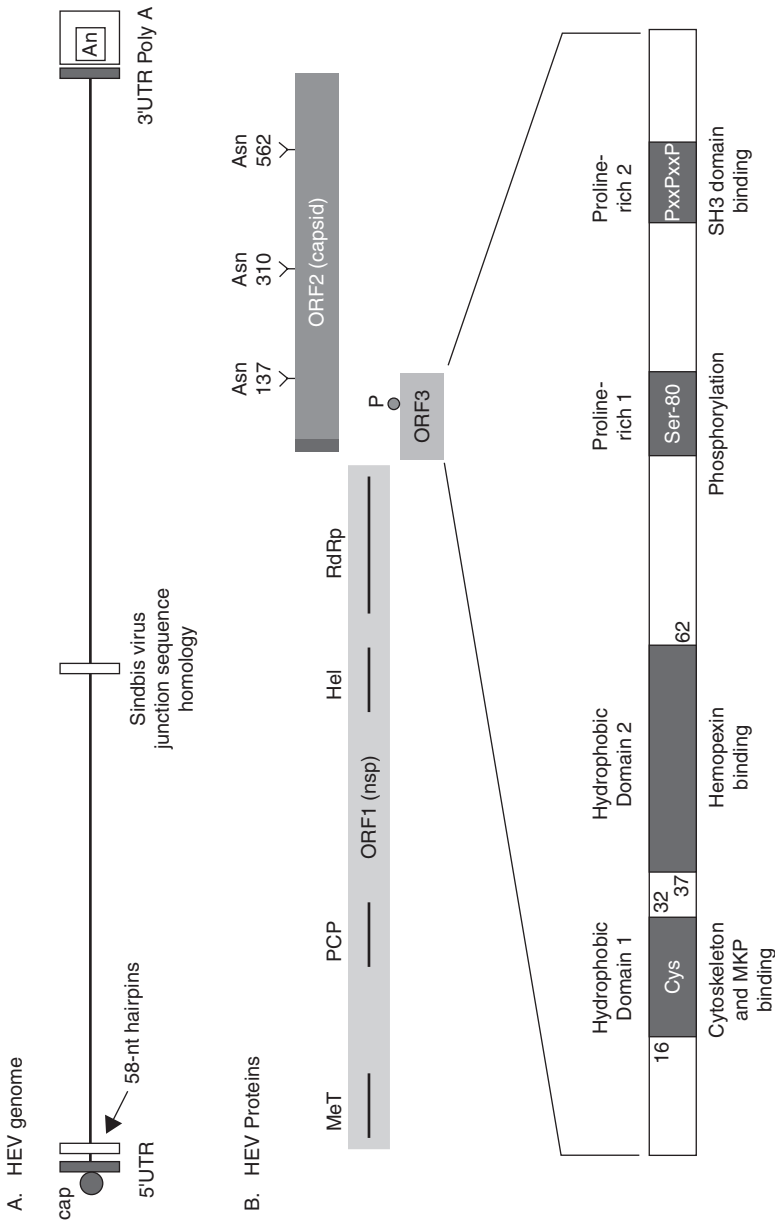 A. HEV genome
cap
5'UTR
58-nt hairpins
Sindbis virus
junction sequence
homology
An
3'UTR Poly A
B. HEV Proteins
MeT
PCP
Hel
RdRp
ORF1 (nsp)
Asn
137
Asn
310
Asn
562
ORF2 (capsid)
P
ORF3
Hydrophobic
Domain 1
Hydrophobic
Domain 2
Proline-
rich 1
Proline-
rich 2
16
Cys
32
37
62
Ser-80
PxxPxxP
Cytoskeleton
and MKP
binding
Hemopexin
binding
Phosphorylation
SH3 domain
binding